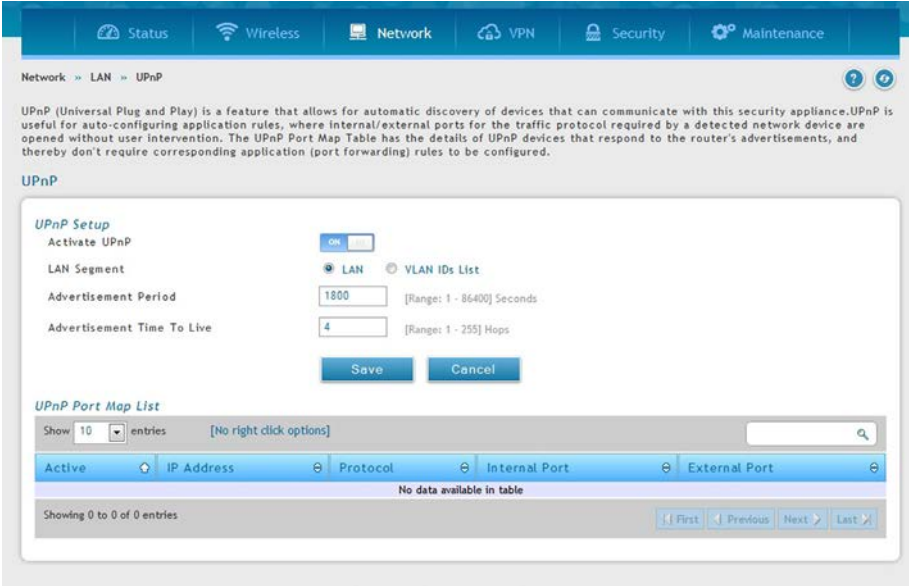 Status Wireless Network VPN Security Maintenance
Network » LAN » UPnP
UPnP (Universal Plug and Play) is a feature that allows for automatic discovery of devices that can communicate with this security appliance.UPnP is
useful for auto-configuring application rules, where internal/external ports for the traffic protocol required by a detected network device are
opened without user intervention. The UPnP Port Map Table has the details of UPnP devices that respond to the router's advertisements, and
thereby don't require corresponding application (port forwarding) rules to be configured.
UPnP
UPnP Setup
Activate UPnP ON
LAN Segment LAN VLAN IDs List
Advertisement Period 1800 [Range: 1 - 86400] Seconds
Advertisement Time To Live 4 [Range: 1 - 255] Hops
Save Cancel
UPnP Port Map List
Show 10 entries [No right click options]
Active IP Address Protocol Internal Port External Port
No data available in table
Showing 0 to 0 of 0 entries First Previous Next Last